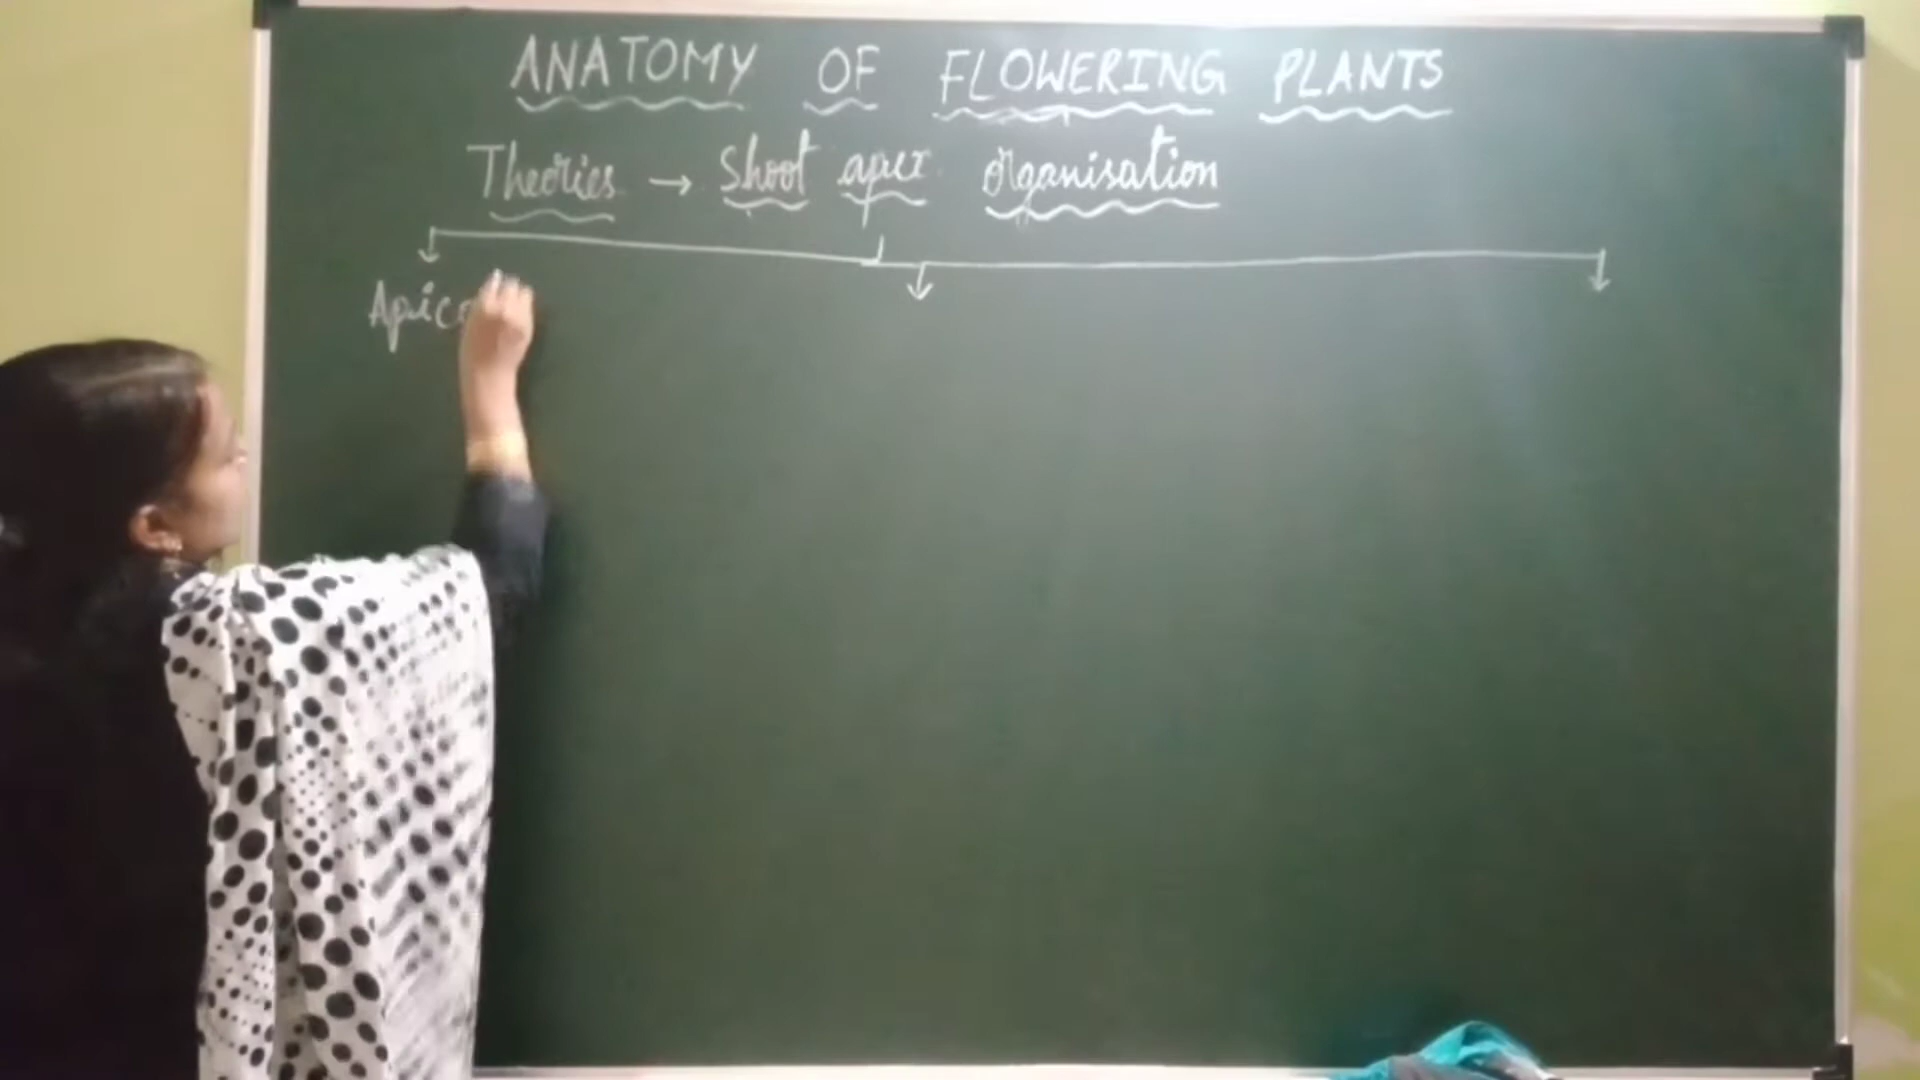 ANATOMY OF FLOWERING PLANTS
Theories → Shoot apex organisation
Apic